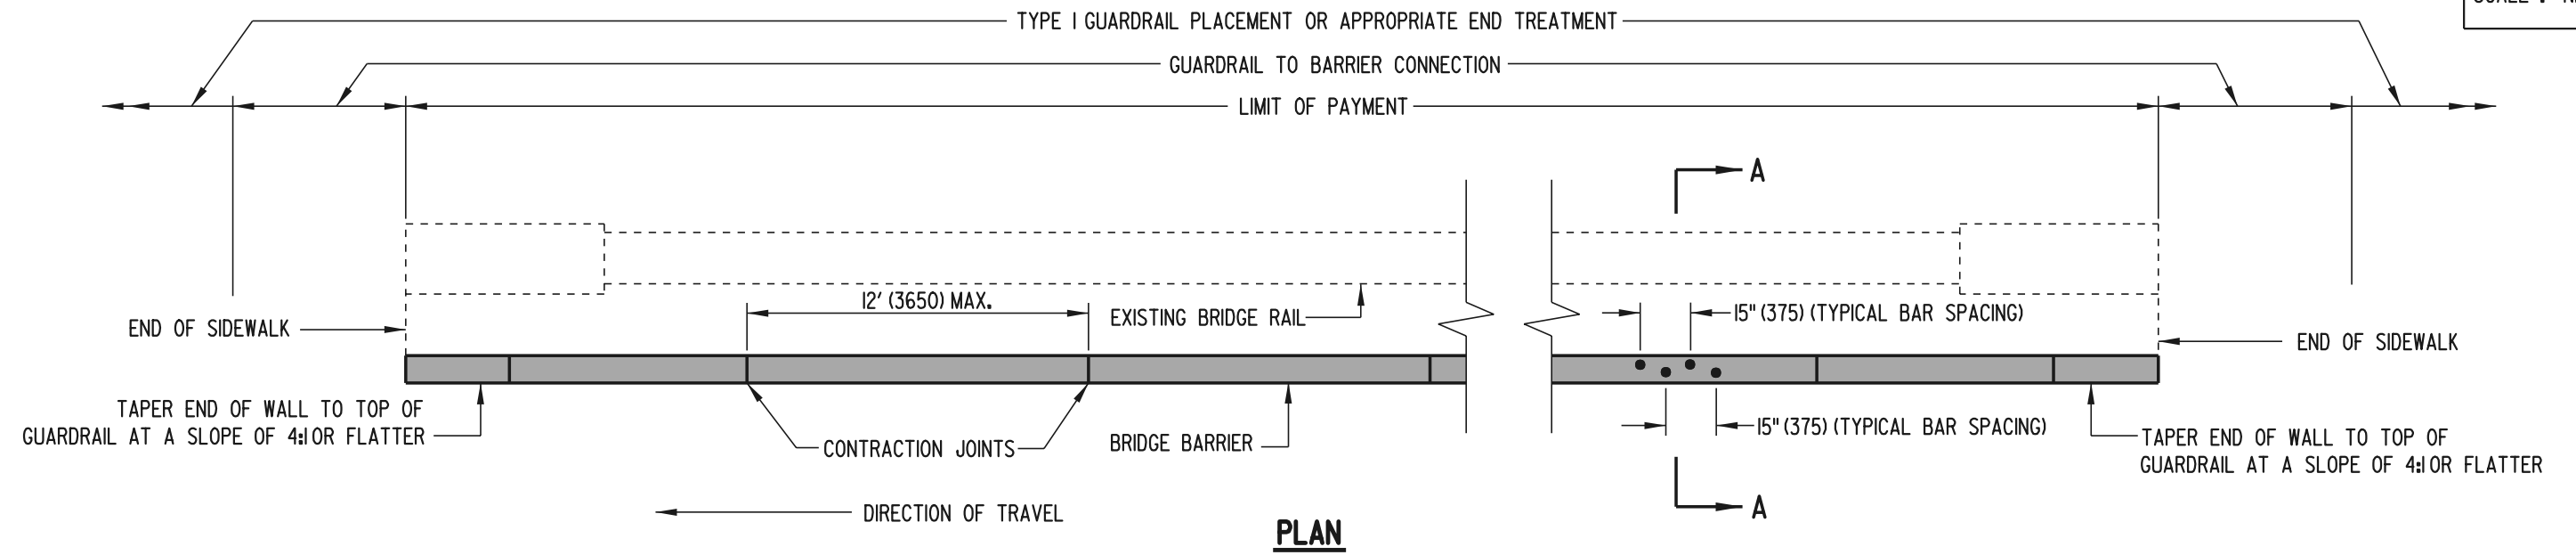 TYPE 1 GUARDRAIL PLACEMENT OR APPROPRIATE END TREATMENT
GUARDRAIL TO BARRIER CONNECTION
LIMIT OF PAYMENT
A
12' (3650) MAX.
EXISTING BRIDGE RAIL
15" (375) (TYPICAL BAR SPACING)
END OF SIDEWALK
END OF SIDEWALK
TAPER END OF WALL TO TOP OF
GUARDRAIL AT A SLOPE OF 4:1 OR FLATTER
CONTRACTION JOINTS
BRIDGE BARRIER
15" (375) (TYPICAL BAR SPACING)
TAPER END OF WALL TO TOP OF
GUARDRAIL AT A SLOPE OF 4:1 OR FLATTER
DIRECTION OF TRAVEL
A
PLAN